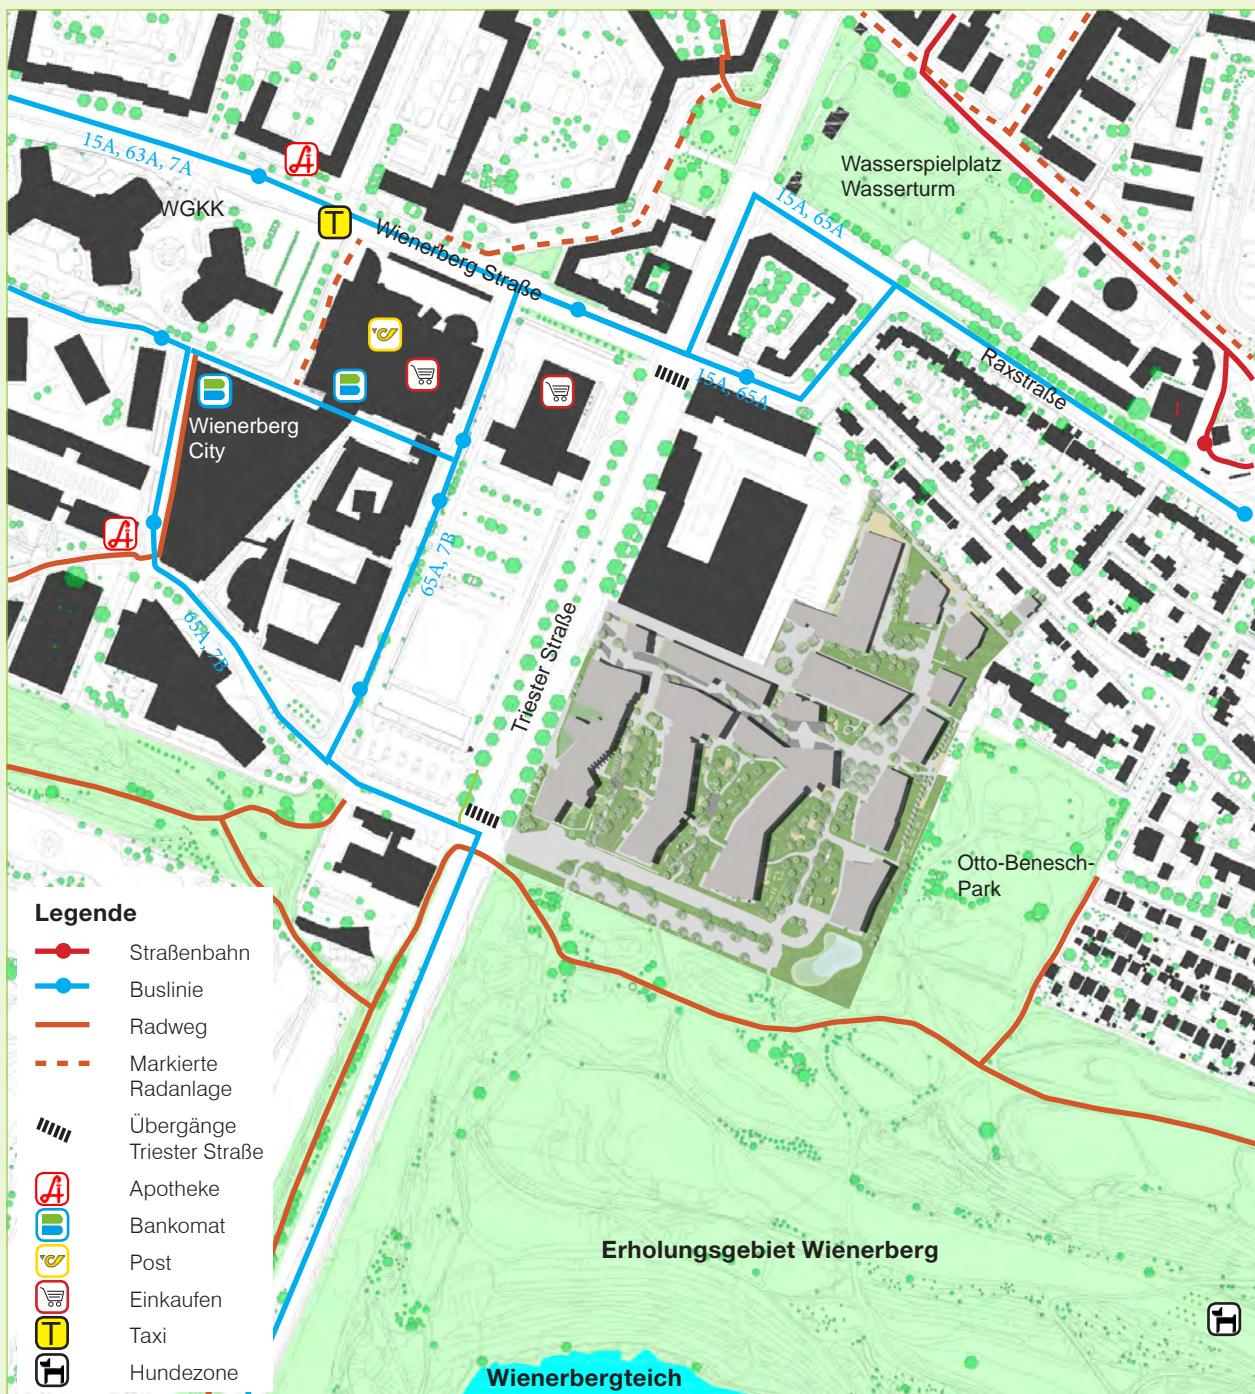 15A, 63A, 7A
WGKK
T
Wienerberg Straße
Wasserspielplatz
Wasserturm
15A, 65A
15A, 65A
Raxstraße
1
Wienerberg
City
65A, 7B
65A, 7B
Triester Straße
Otto-Benesch-
Park
Legende
Straßenbahn
Buslinie
Radweg
Markierte
Radanlage
Übergänge
Triester Straße
Apotheke
Bankomat
Post
Einkaufen
T Taxi
Hundezone
Erholungsgebiet Wienerberg
Wienerbergteich